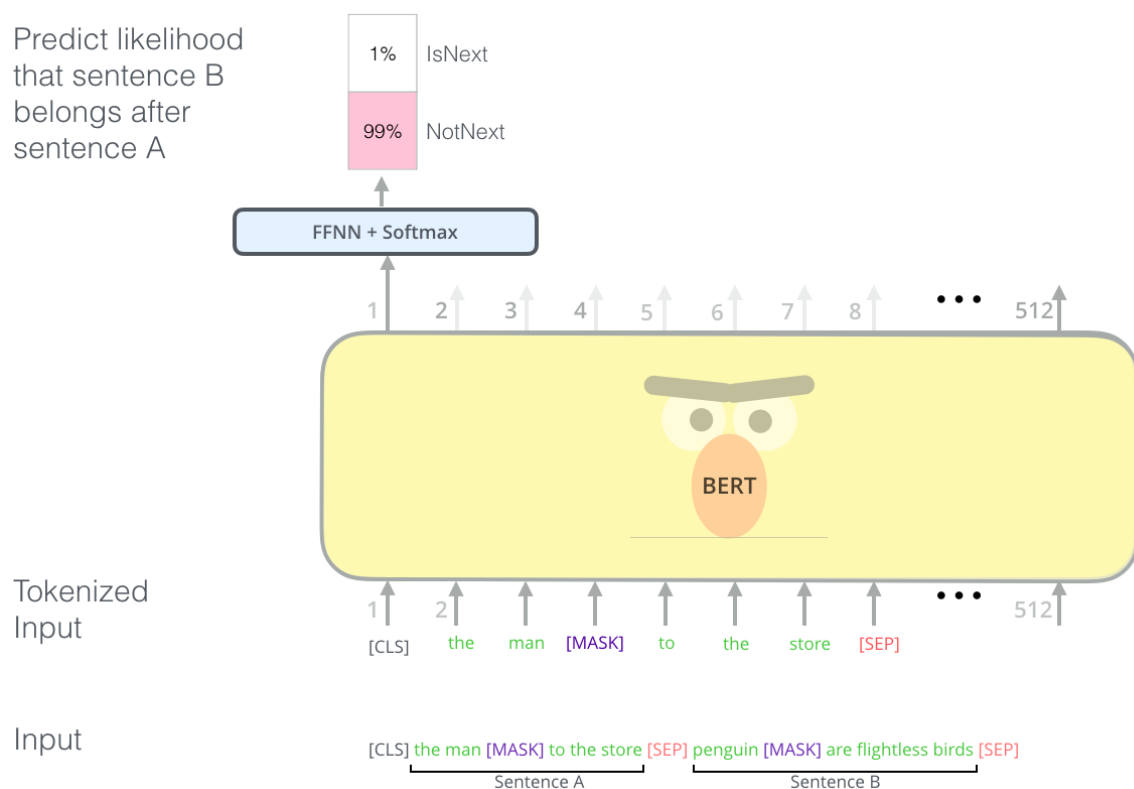 Predict likelihood
that sentence B
belongs after
sentence A
1% IsNext
99% NotNext
FFNN + Softmax
1 2 3 4 5 6 7 8 ••• 512
BERT
Tokenized
Input
1 2 ••• 512
[CLS] the man [MASK] to the store [SEP]
Input
[CLS] the man [MASK] to the store [SEP] penguin [MASK] are flightless birds [SEP]
Sentence A Sentence B